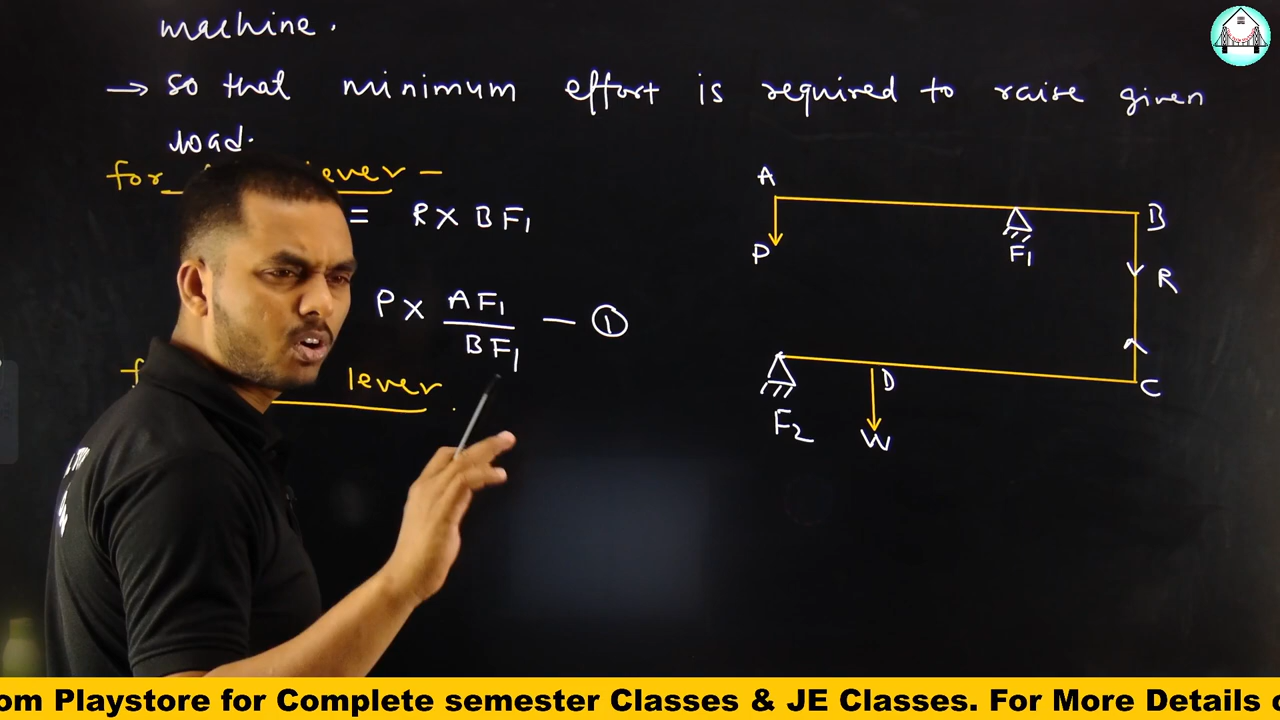 machine.
→ so that minimum effort is required to raise given
load.
for lever –
= R × BF1
P × AF1 / BF1 — ①
lever.
A
P
F1
B
R
F2
D
W
C
om Playstore for Complete semester Classes & JE Classes. For More Details